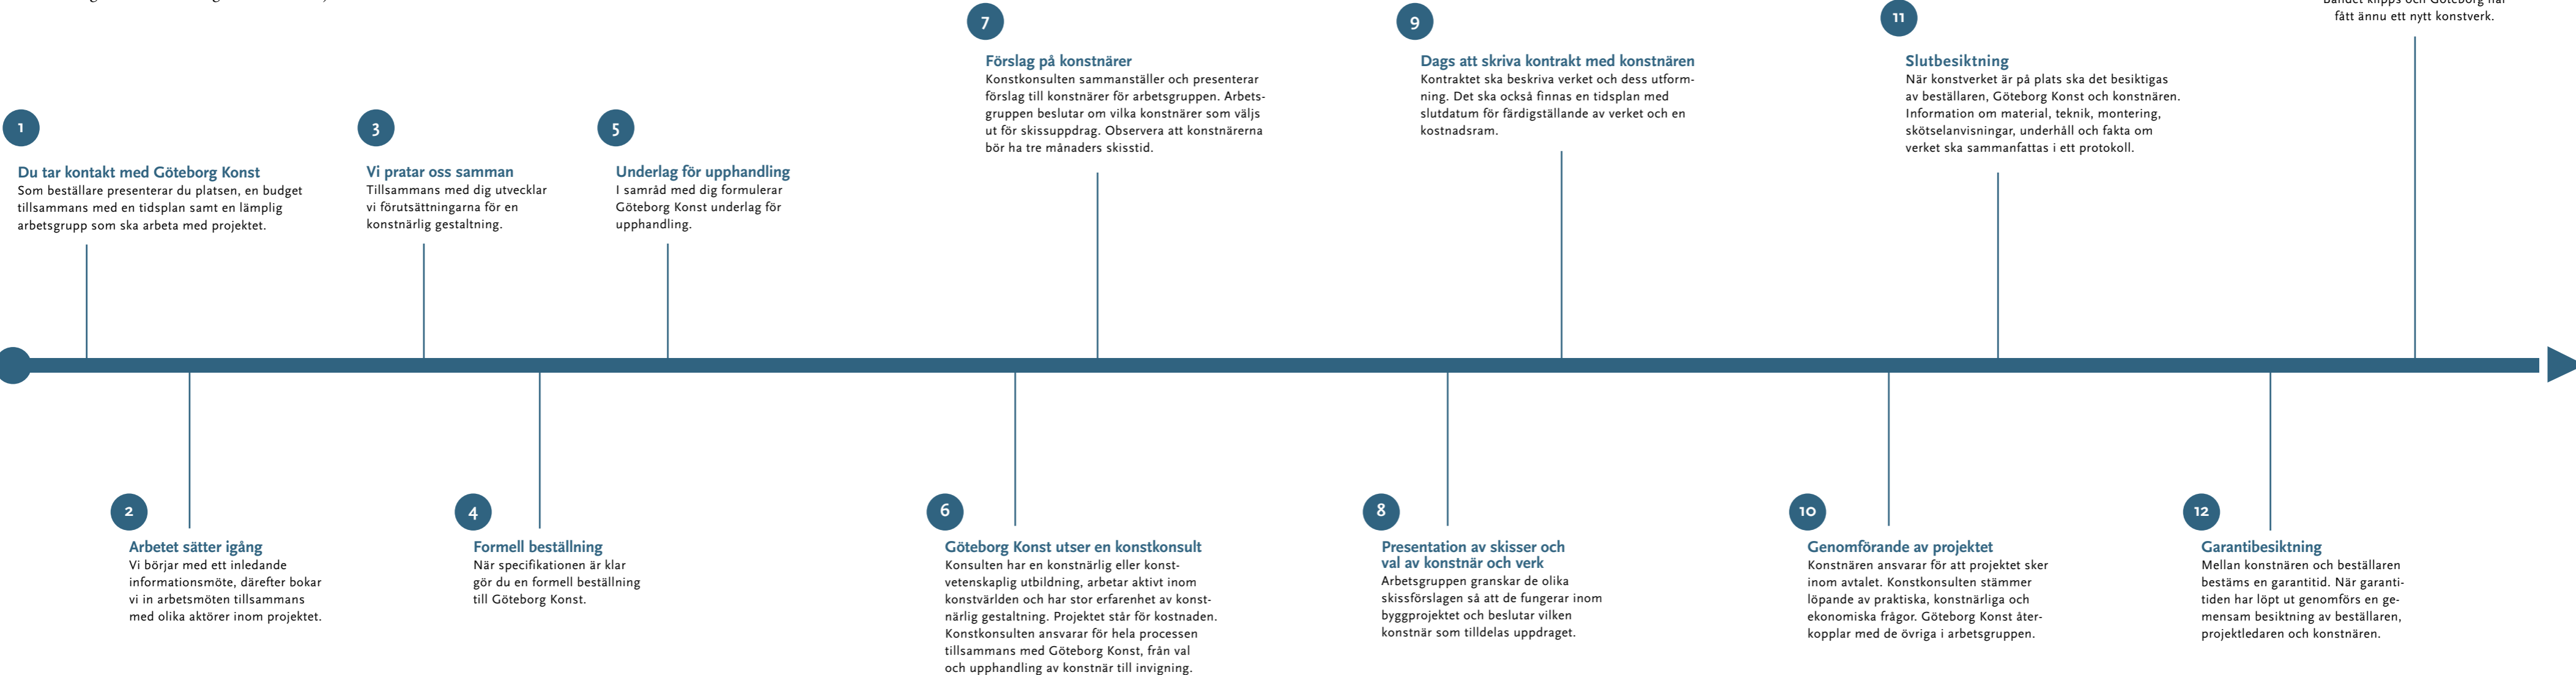 fått ännu ett nytt konstverk.
1
Du tar kontakt med Göteborg Konst
Som beställare presenterar du platsen, en budget
tillsammans med en tidsplan samt en lämplig
arbetsgrupp som ska arbeta med projektet.
2
Arbetet sätter igång
Vi börjar med ett inledande
informationsmöte, därefter bokar
vi in arbetsmöten tillsammans
med olika aktörer inom projektet.
3
Vi pratar oss samman
Tillsammans med dig utvecklar
vi förutsättningarna för en
konstnärlig gestaltning.
4
Formell beställning
När specifikationen är klar
gör du en formell beställning
till Göteborg Konst.
5
Underlag för upphandling
I samråd med dig formulerar
Göteborg Konst underlag för
upphandling.
6
Göteborg Konst utser en konstkonsult
Konsulten har en konstnärlig eller konst-
vetenskaplig utbildning, arbetar aktivt inom
konstvärlden och har stor erfarenhet av konst-
närlig gestaltning. Projektet står för kostnaden.
Konstkonsulten ansvarar för hela processen
tillsammans med Göteborg Konst, från val
och upphandling av konstnär till invigning.
7
Förslag på konstnärer
Konstkonsulten sammanställer och presenterar
förslag till konstnärer för arbetsgruppen. Arbets-
gruppen beslutar om vilka konstnärer som väljs
ut för skissuppdrag. Observera att konstnärerna
bör ha tre månaders skisstid.
8
Presentation av skisser och
val av konstnär och verk
Arbetsgruppen granskar de olika
skissförslagen så att de fungerar inom
byggprojektet och beslutar vilken
konstnär som tilldelas uppdraget.
9
Dags att skriva kontrakt med konstnären
Kontraktet ska beskriva verket och dess utform-
ning. Det ska också finnas en tidsplan med
slutdatum för färdigställande av verket och en
kostnadsram.
10
Genomförande av projektet
Konstnären ansvarar för att projektet sker
inom avtalet. Konstkonsulten stämmer
löpande av praktiska, konstnärliga och
ekonomiska frågor. Göteborg Konst åter-
kopplar med de övriga i arbetsgruppen.
11
Slutbesiktning
När konstverket är på plats ska det besiktigas
av beställaren, Göteborg Konst och konstnären.
Information om material, teknik, montering,
skötselanvisningar, underhåll och fakta om
verket ska sammanfattas i ett protokoll.
12
Garantibesiktning
Mellan konstnären och beställaren
bestäms en garantitid. När garanti-
tiden har löpt ut genomförs en ge-
mensam besiktning av beställaren,
projektledaren och konstnären.